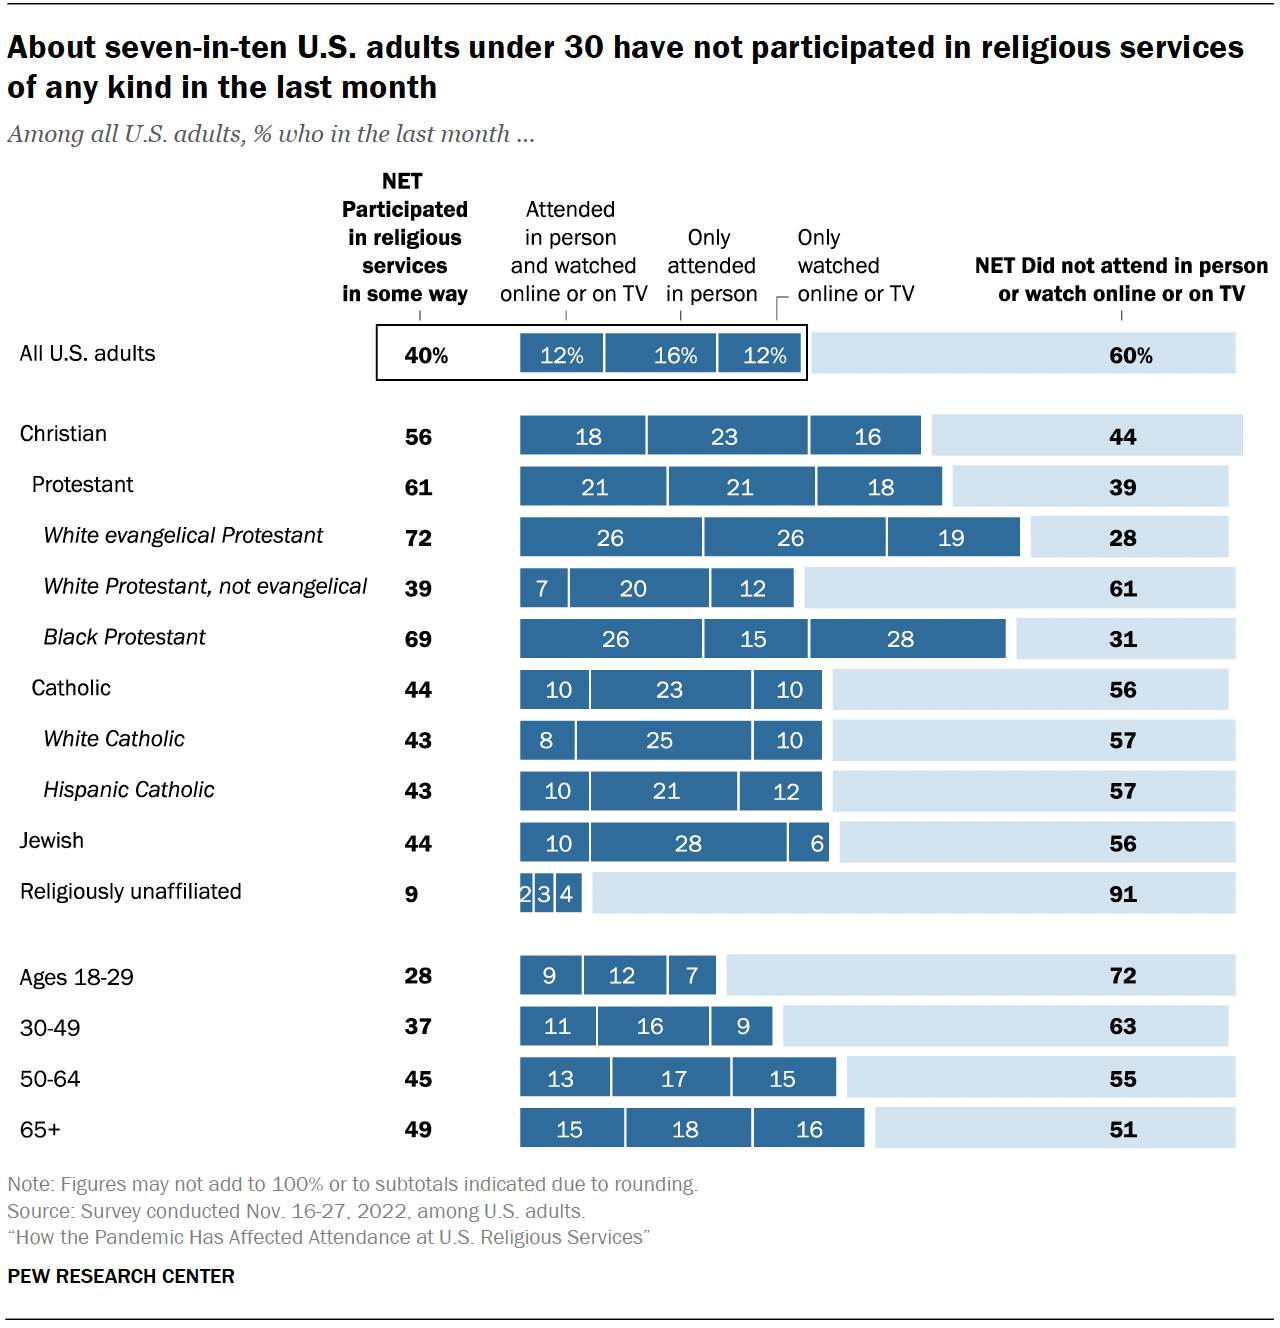 About seven-in-ten U.S. adults under 30 have not participated in religious services
of any kind in the last month
Among all U.S. adults, % who in the last month ...
NET
Participated
in religious
services
in some way
Attended
in person
and watched
online or on TV
Only
attended
in person
Only
watched
online or TV
NET Did not attend in person
or watch online or on TV
All U.S. adults 40% 12% 16% 12% 60%
Christian 56 18 23 16 44
Protestant 61 21 21 18 39
White evangelical Protestant 72 26 26 19 28
White Protestant, not evangelical 39 7 20 12 61
Black Protestant 69 26 15 28 31
Catholic 44 10 23 10 56
White Catholic 43 8 25 10 57
Hispanic Catholic 43 10 21 12 57
Jewish 44 10 28 6 56
Religiously unaffiliated 9 2 3 4 91
Ages 18-29 28 9 12 7 72
30-49 37 11 16 9 63
50-64 45 13 17 15 55
65+ 49 15 18 16 51
Note: Figures may not add to 100% or to subtotals indicated due to rounding.
Source: Survey conducted Nov. 16-27, 2022, among U.S. adults.
“How the Pandemic Has Affected Attendance at U.S. Religious Services”
PEW RESEARCH CENTER